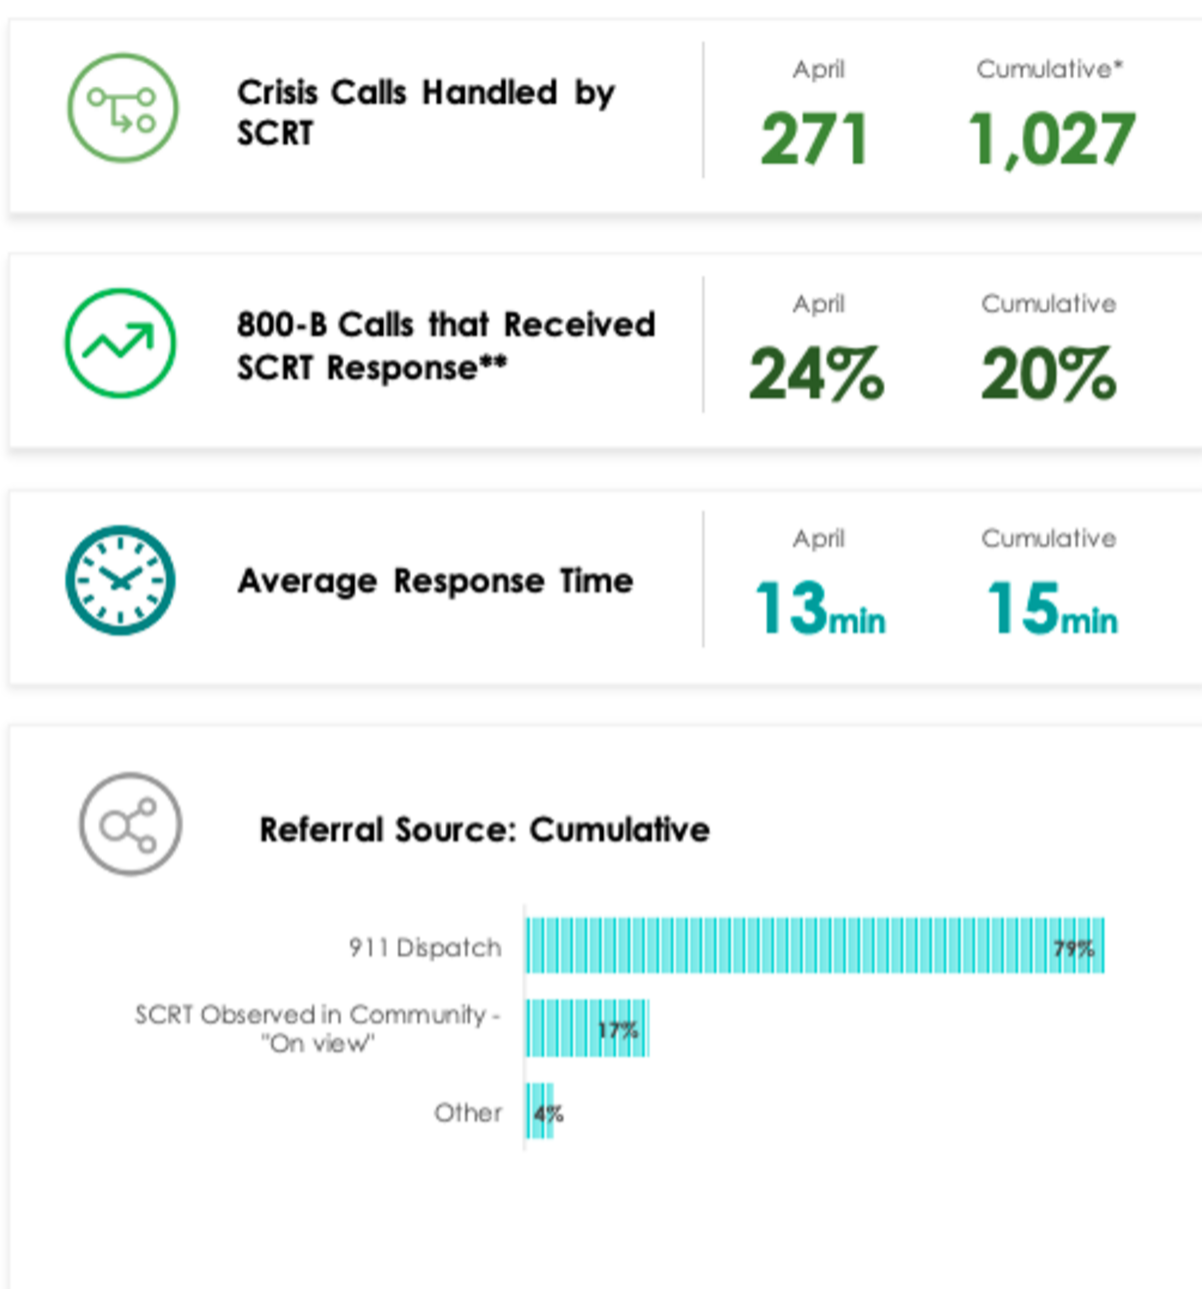 Crisis Calls Handled by
SCRT
April
271
Cumulative*
1,027
800-B Calls that Received
SCRT Response**
April
24%
Cumulative
20%
Average Response Time
April
13min
Cumulative
15min
Referral Source: Cumulative
911 Dispatch
79%
SCRT Observed in Community -
"On view"
17%
Other
4%